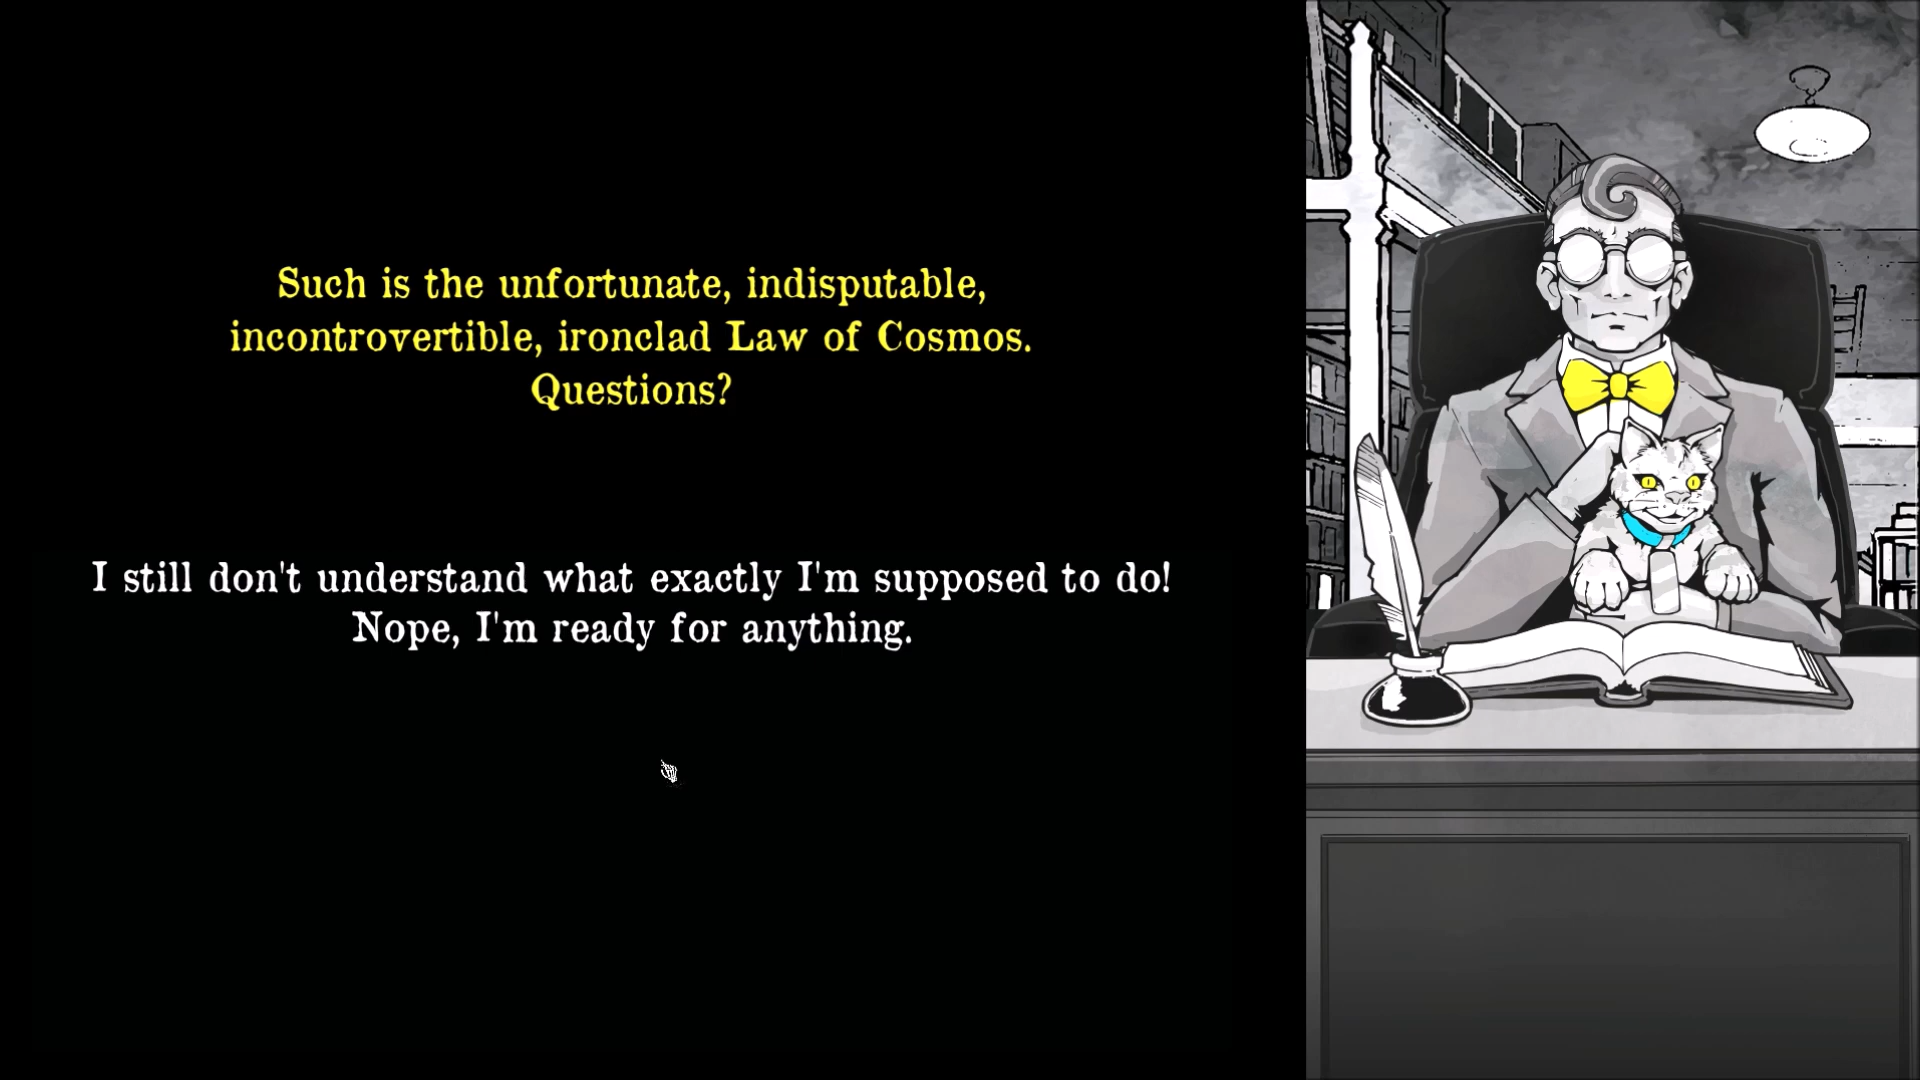 Such is the unfortunate, indisputable,
incontrovertible, ironclad Law of Cosmos.
Questions?
I still don't understand what exactly I'm supposed to do!
Nope, I'm ready for anything.